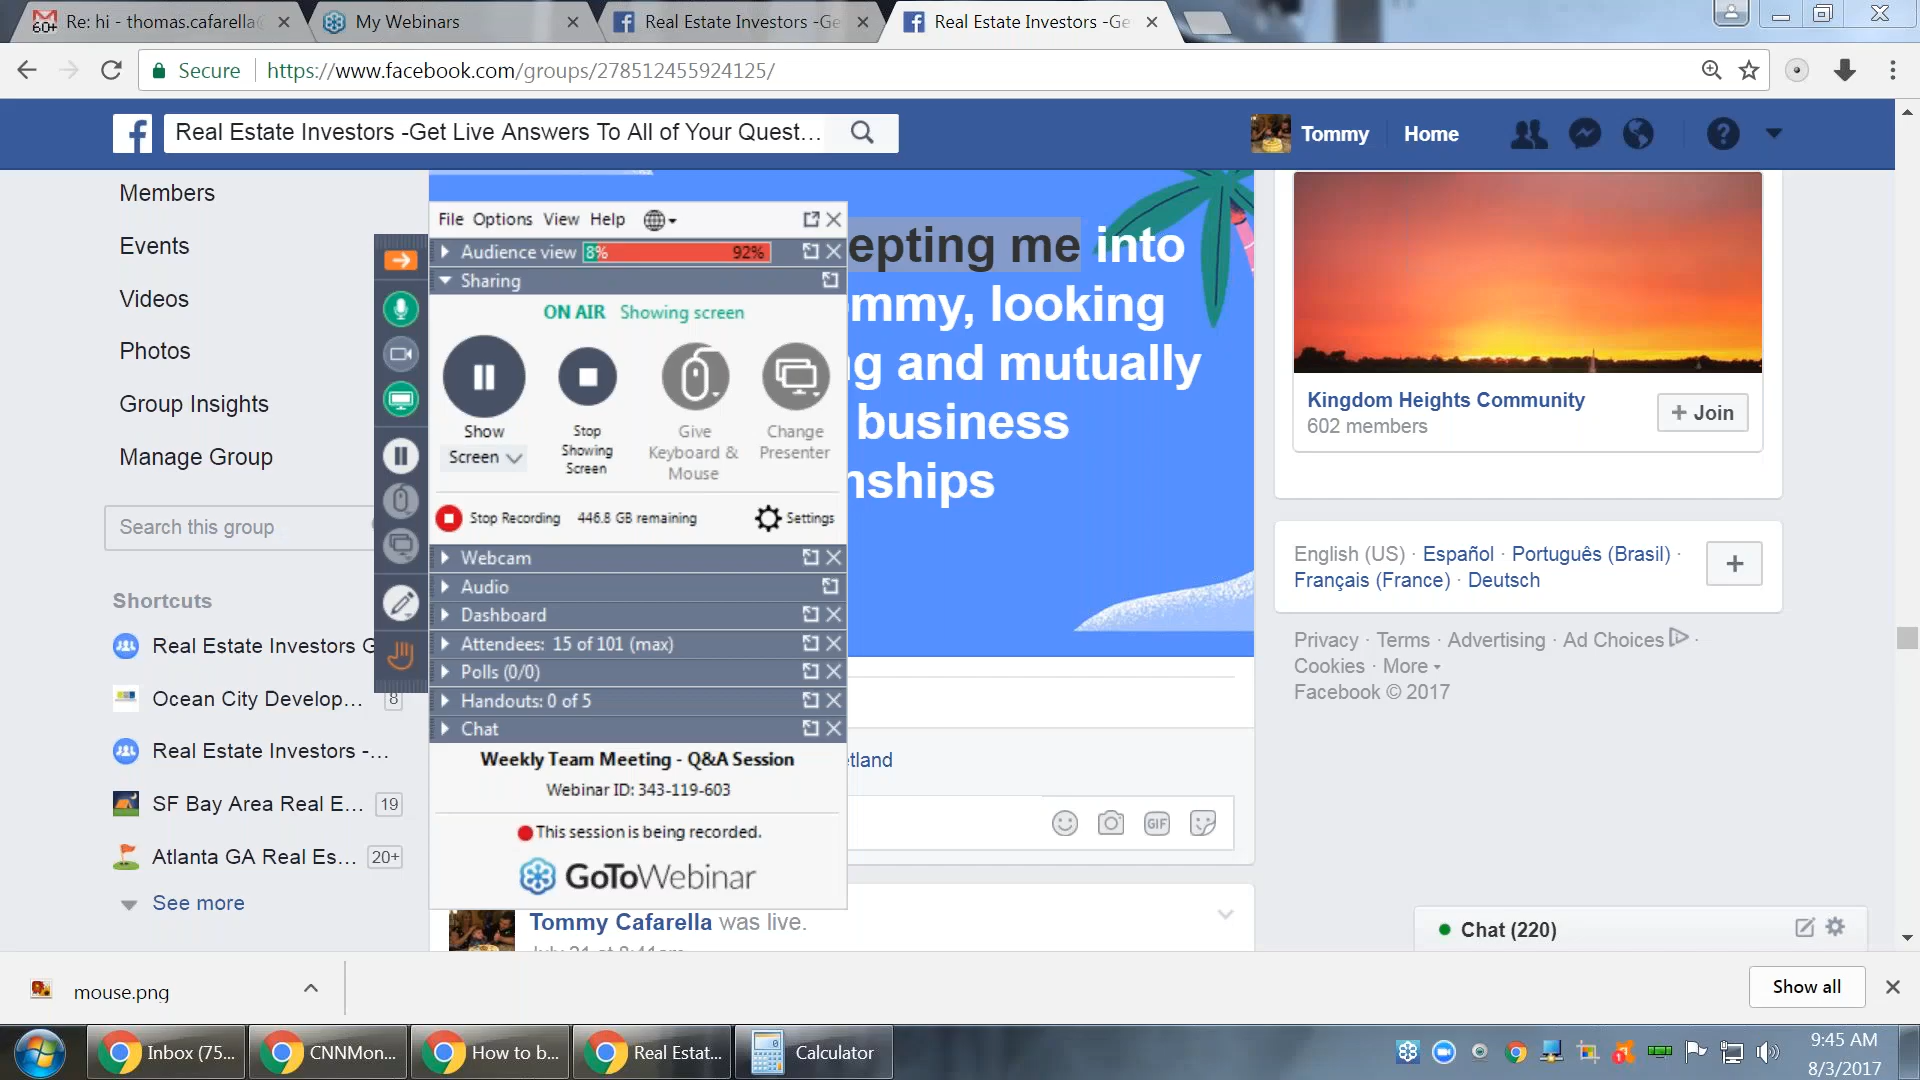 Re: hi - thomas.cafarella@
My Webinars
Real Estate Investors -Ge
Real Estate Investors -Ge
Secure
https://www.facebook.com/groups/278512455924125/
Real Estate Investors -Get Live Answers To All of Your Quest...
Tommy
Home
Members
Events
Videos
Photos
Group Insights
Manage Group
Search this group
Shortcuts
Real Estate Investors G
Ocean City Develop...
8
Real Estate Investors -...
SF Bay Area Real E...
19
Atlanta GA Real Es...
20+
See more
File Options View Help
Audience view 8% 92%
Sharing
ON AIR Showing screen
Show
Screen
Stop
Showing
Screen
Give
Keyboard &
Mouse
Change
Presenter
Stop Recording 446.8 GB remaining Settings
Webcam
Audio
Dashboard
Attendees: 15 of 101 (max)
Polls (0/0)
Handouts: 0 of 5
Chat
Weekly Team Meeting - Q&A Session
Webinar ID: 343-119-603
This session is being recorded.
GoToWebinar
epting me into
ommy, looking
ng and mutually
business
nships
etland
GIF
Tommy Cafarella was live.
Kingdom Heights Community
602 members
+ Join
English (US) · Español · Português (Brasil) ·
Français (France) · Deutsch
Privacy · Terms · Advertising · Ad Choices ·
Cookies · More
Facebook © 2017
Chat (220)
mouse.png
Show all
Inbox (75...
CNNMon...
How to b...
Real Estat...
Calculator
9:45 AM
8/3/2017